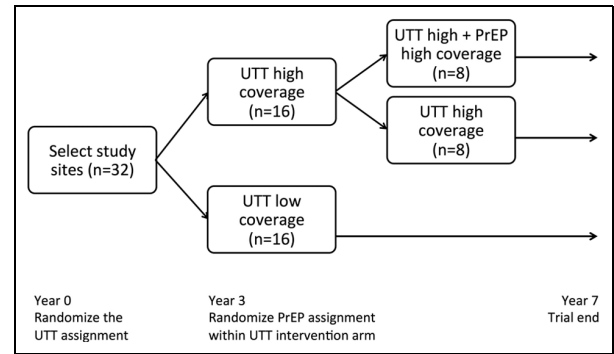 Select study
sites (n=32)
UTT high
coverage
(n=16)
UTT low
coverage
(n=16)
UTT high + PrEP
high coverage
(n=8)
UTT high
coverage
(n=8)
Year 0
Randomize the
UTT assignment
Year 3
Randomize PrEP assignment
within UTT intervention arm
Year 7
Trial end